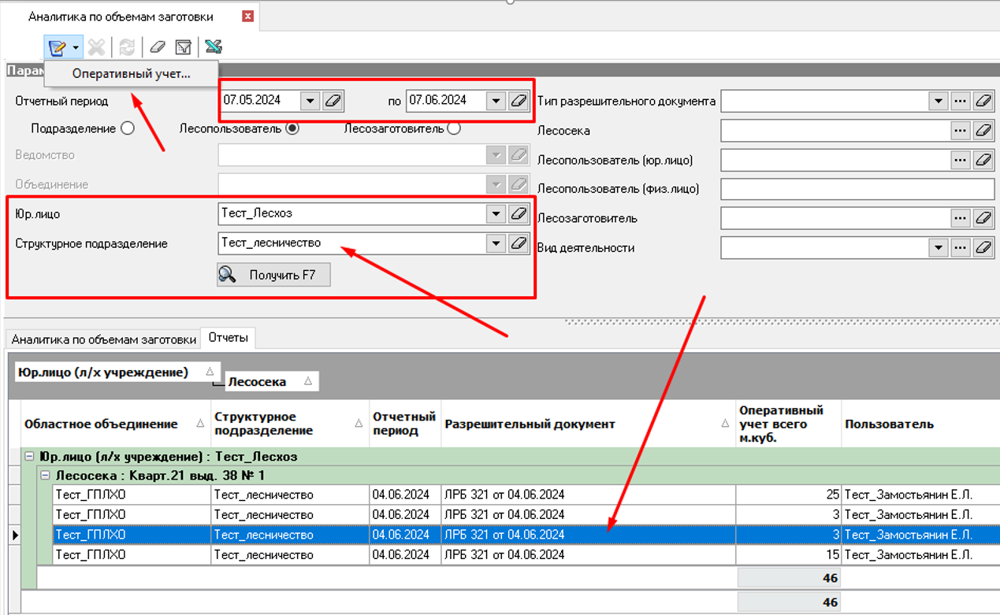 Аналитика по объемам заготовки
Оперативный учет...
Парам
Отчетный период 07.05.2024 по 07.06.2024 Тип разрешительного документа
Подразделение Лесопользователь Лесозаготовитель Лесосека
Ведомство Лесопользователь (юр.лицо)
Объединение Лесопользователь (физ.лицо)
Юр.лицо Тест_Лесхоз Лесозаготовитель
Структурное подразделение Тест_лесничество Вид деятельности
Получить F7
Аналитика по объемам заготовки Отчеты
Юр.лицо (л/х учреждение)
Лесосека
Областное объединение Структурное подразделение Отчетный период Разрешительный документ Оперативный учет всего м.куб. Пользователь
Юр.лицо (л/х учреждение) : Тест_Лесхоз
Лесосека : Кварт.21 выд. 38 № 1
Тест_ГПЛХО Тест_лесничество 04.06.2024 ЛРБ 321 от 04.06.2024 25 Тест_Замостьянин Е.Л.
Тест_ГПЛХО Тест_лесничество 04.06.2024 ЛРБ 321 от 04.06.2024 3 Тест_Замостьянин Е.Л.
Тест_ГПЛХО Тест_лесничество 04.06.2024 ЛРБ 321 от 04.06.2024 3 Тест_Замостьянин Е.Л.
Тест_ГПЛХО Тест_лесничество 04.06.2024 ЛРБ 321 от 04.06.2024 15 Тест_Замостьянин Е.Л.
46
46